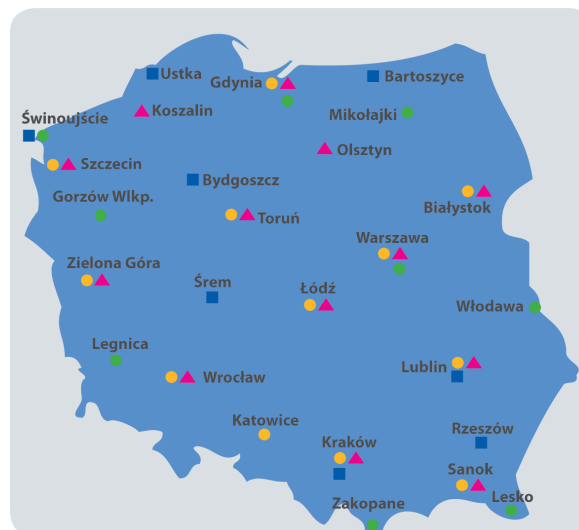 Ustka
Gdynia
Bartoszyce
Koszalin
Mikołajki
Świnoujście
Olsztyn
Szczecin
Bydgoszcz
Gorzów Wlkp.
Białystok
Toruń
Warszawa
Zielona Góra
Śrem
Łódź
Włodawa
Legnica
Lublin
Wrocław
Katowice
Rzeszów
Kraków
Sanok
Lesko
Zakopane